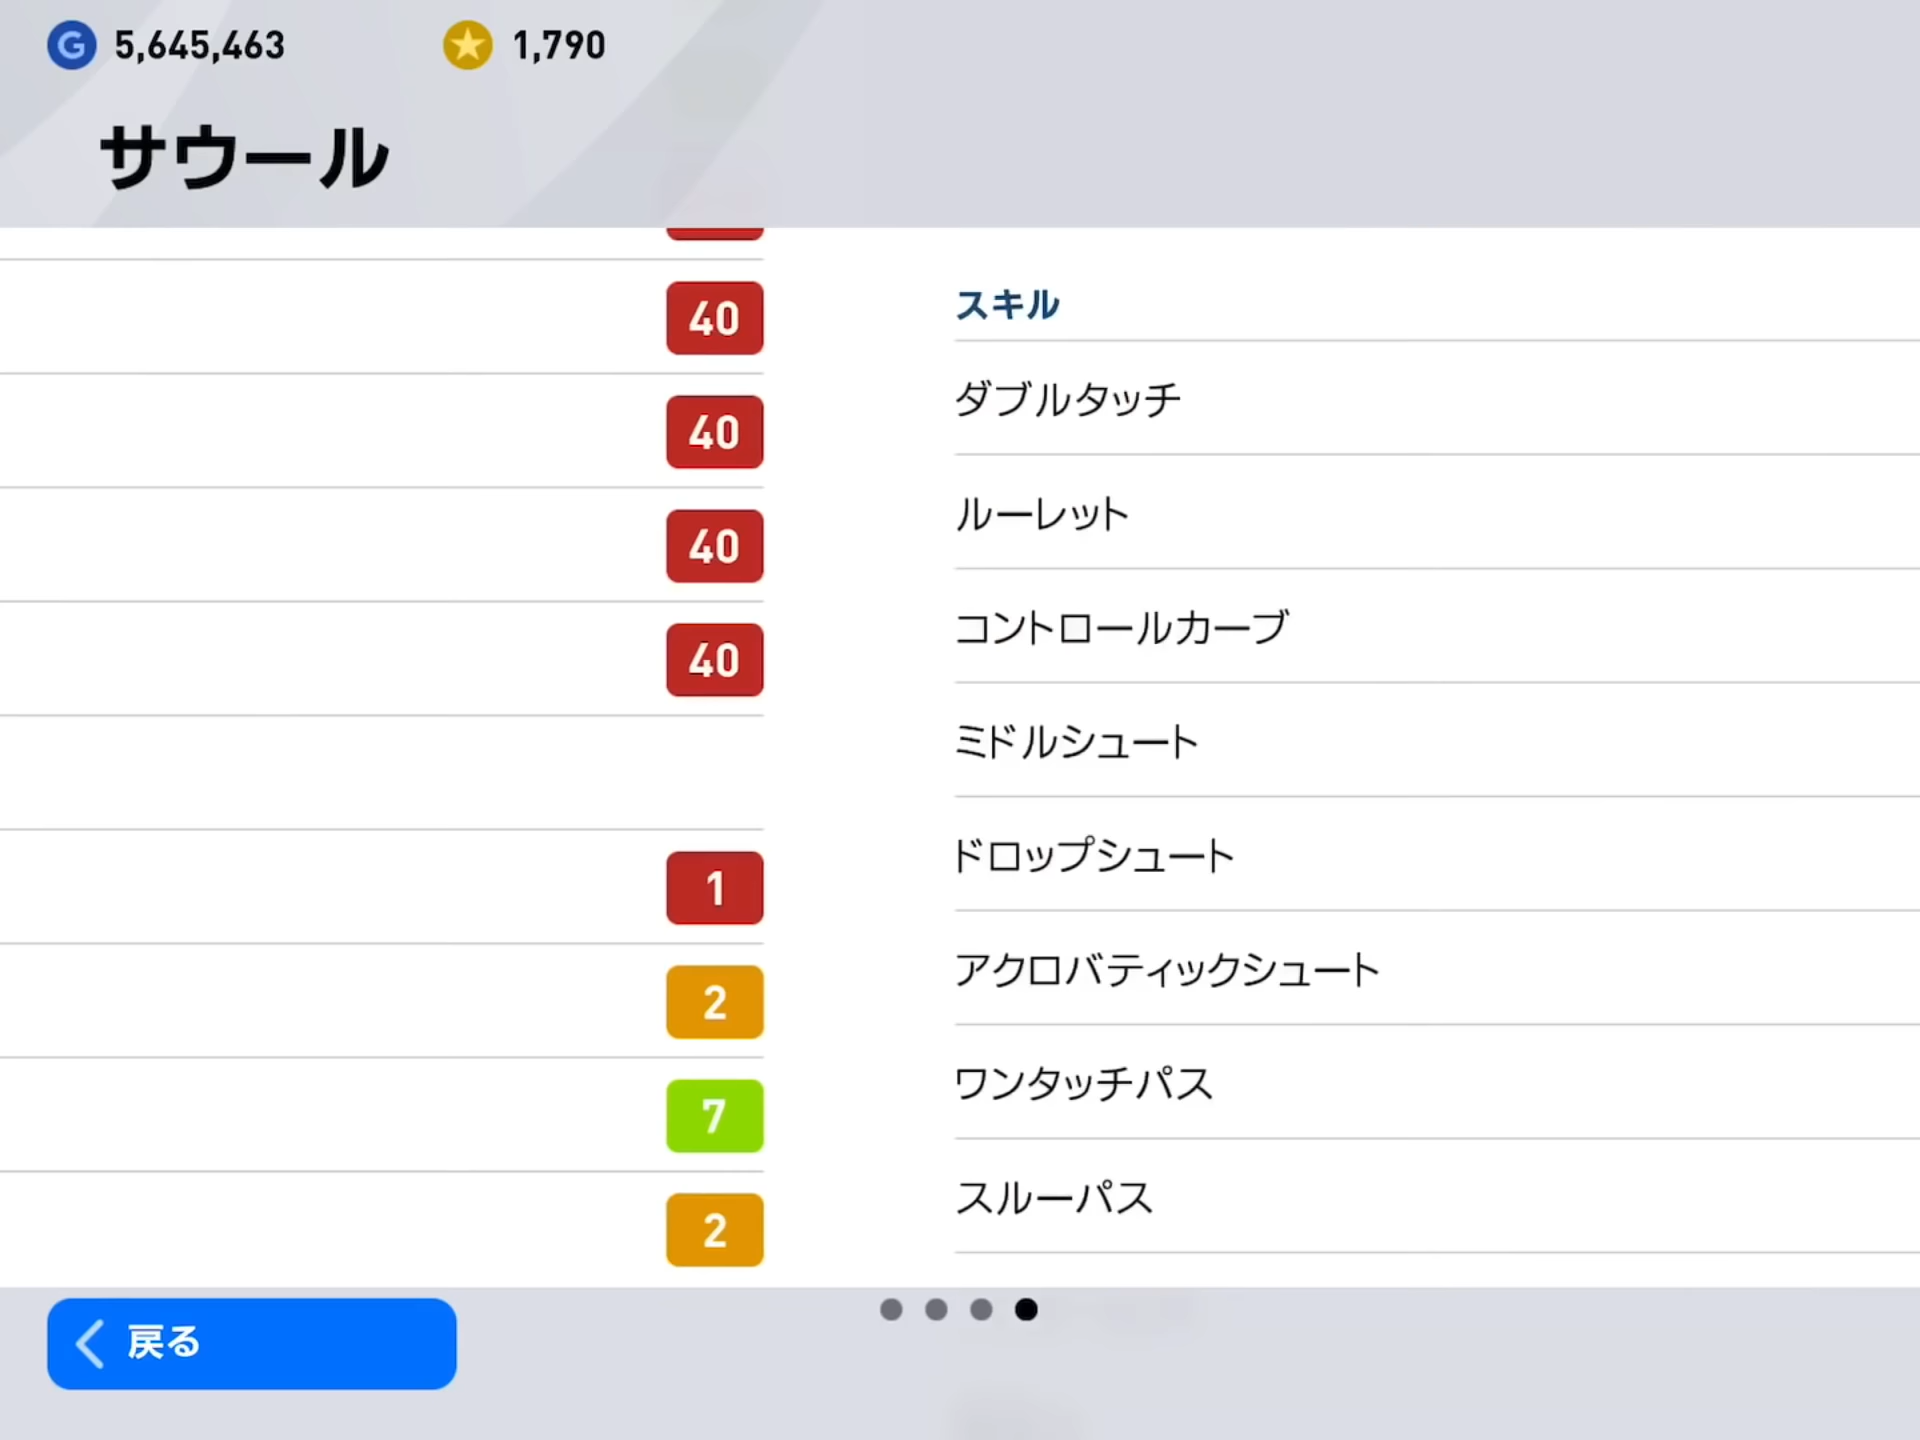 G 5,645,463 1,790
サウール
40
40
40
40
1
2
7
2
スキル
ダブルタッチ
ルーレット
コントロールカーブ
ミドルシュート
ドロップシュート
アクロバティックシュート
ワンタッチパス
スルーパス
戻る